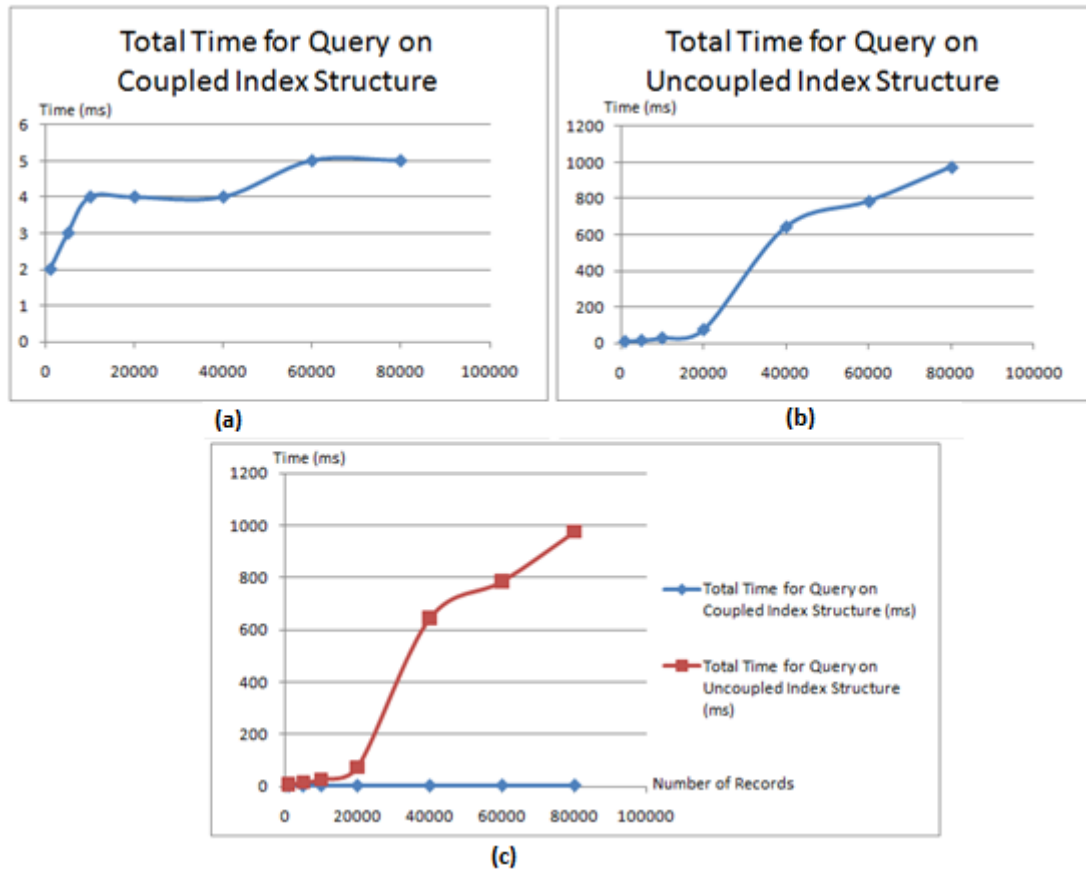 Total Time for Query on
Coupled Index Structure
Time (ms)
6
5
4
3
2
1
0
0 20000 40000 60000 80000 100000
(a)
Total Time for Query on
Uncoupled Index Structure
Time (ms)
1200
1000
800
600
400
200
0
0 20000 40000 60000 80000 100000
(b)
Time (ms)
1200
1000
800
600
400
200
0
0 20000 40000 60000 80000 100000
Number of Records
Total Time for Query on
Coupled Index Structure (ms)
Total Time for Query on
Uncoupled Index Structure
(ms)
(c)